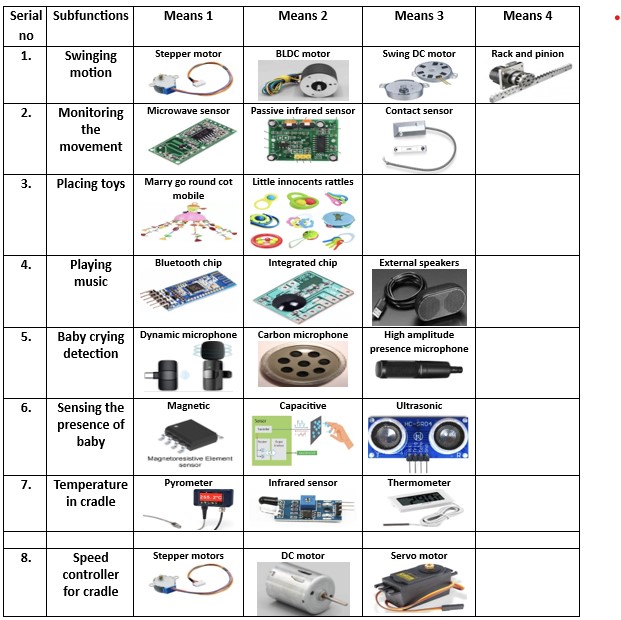 Serial no Subfunctions Means 1 Means 2 Means 3 Means 4
1. Swinging motion Stepper motor BLDC motor Swing DC motor Rack and pinion
2. Monitoring the movement Microwave sensor Passive infrared sensor Contact sensor
3. Placing toys Marry go round cot mobile Little innocents rattles
4. Playing music Bluetooth chip Integrated chip External speakers
5. Baby crying detection Dynamic microphone Carbon microphone High amplitude presence microphone
6. Sensing the presence of baby Magnetic Capacitive Ultrasonic
Magnetoresistive Element sensor
Sensor
HC-SR04
7. Temperature in cradle Pyrometer Infrared sensor Thermometer
8. Speed controller for cradle Stepper motors DC motor Servo motor